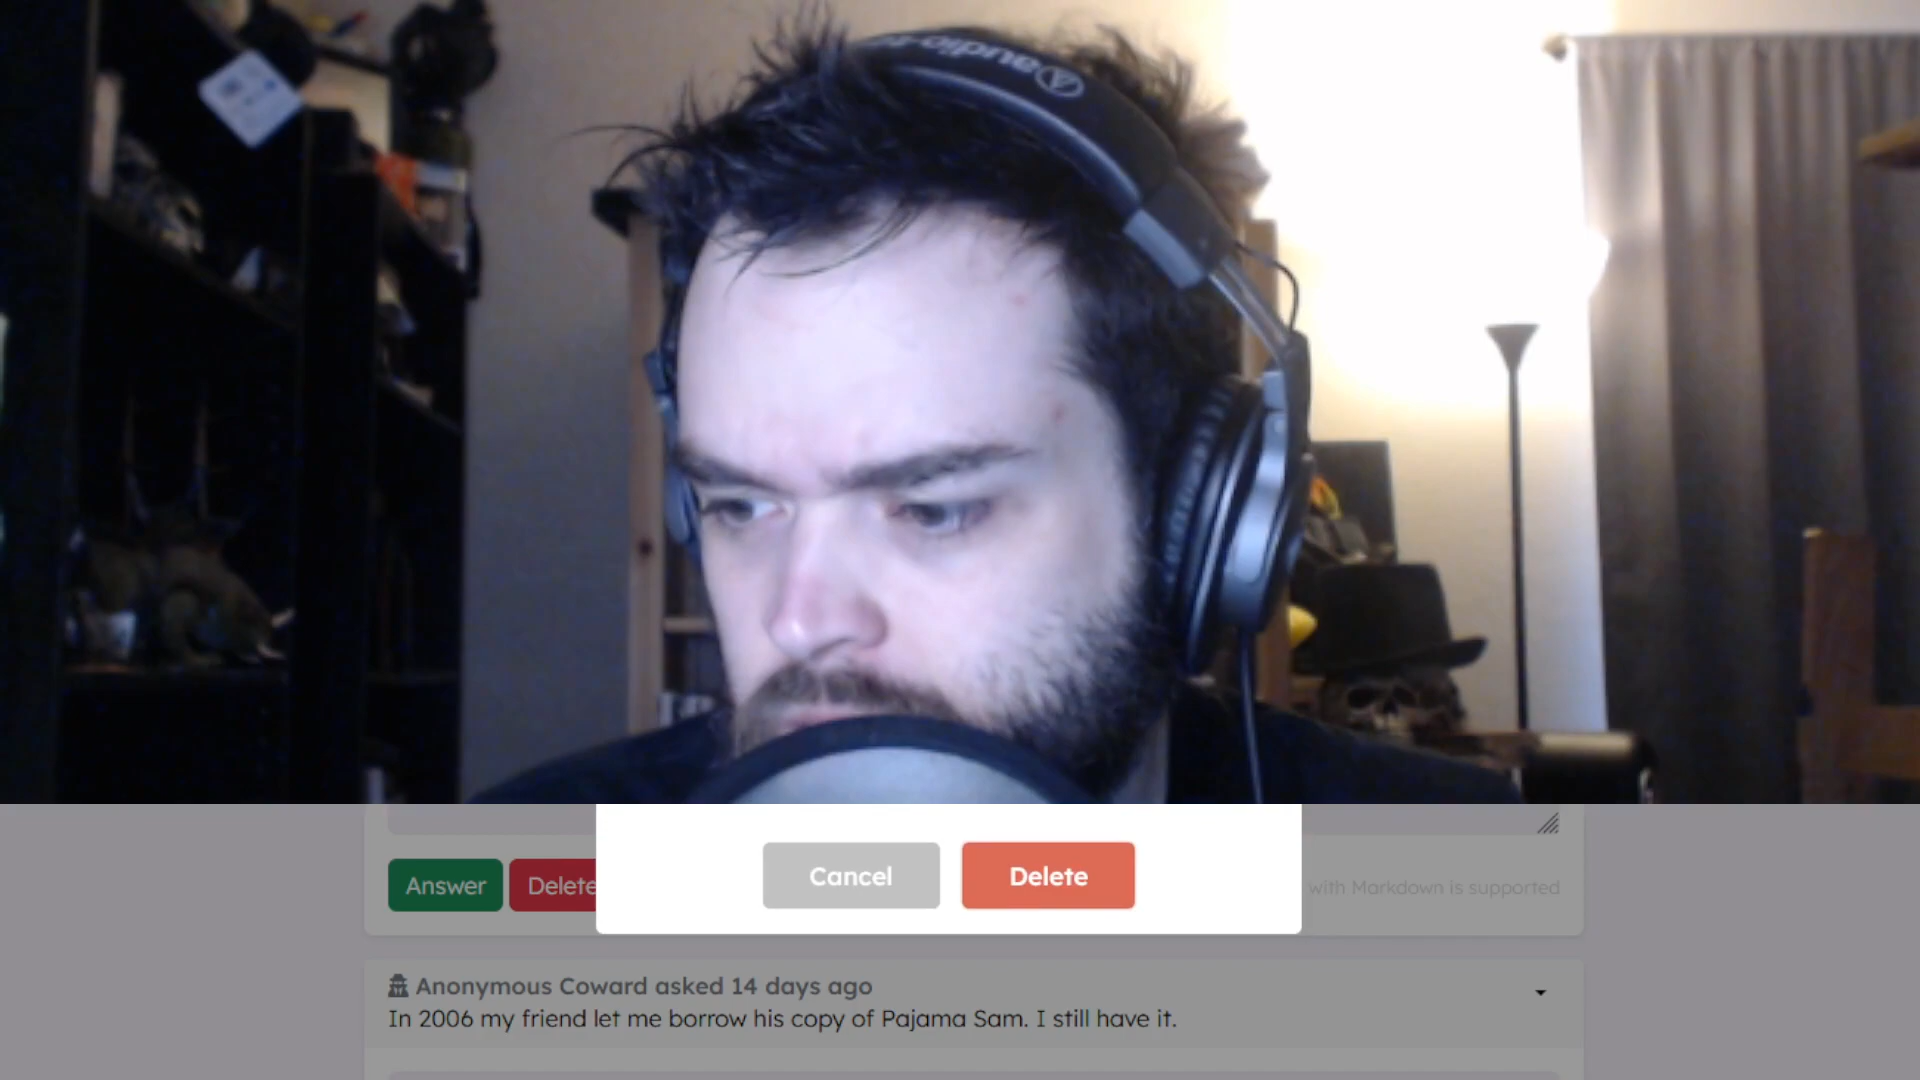 audio-t
Cancel
Delete
Answer
Delete
with Markdown is supported
Anonymous Coward asked 14 days ago
In 2006 my friend let me borrow his copy of Pajama Sam. I still have it.